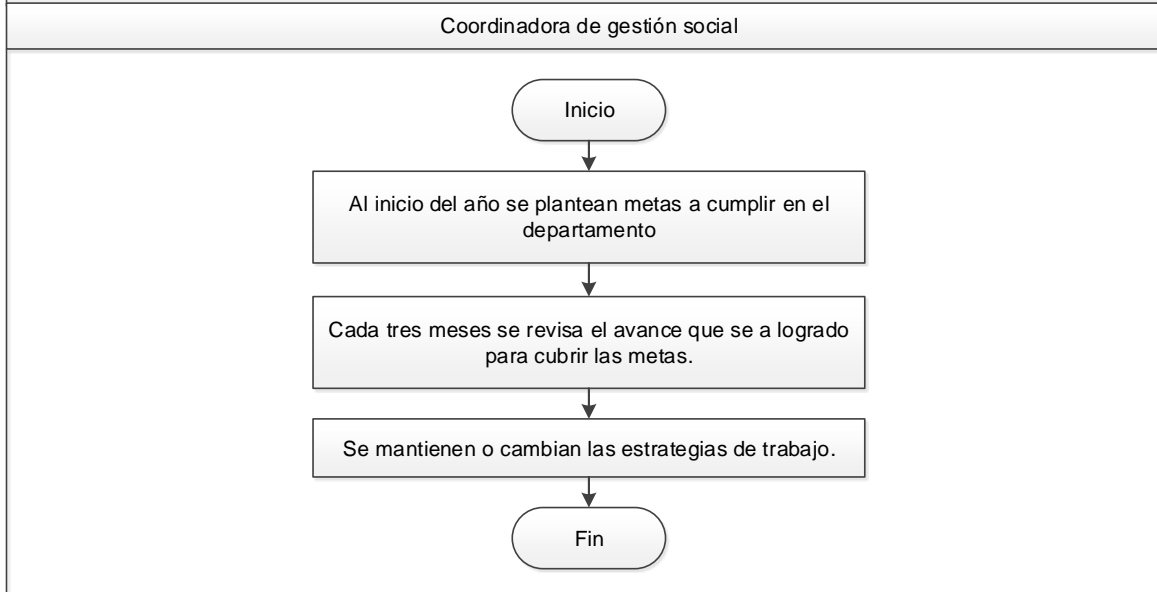 Coordinadora de gestión social
Inicio
Al inicio del año se plantean metas a cumplir en el
departamento
Cada tres meses se revisa el avance que se a logrado
para cubrir las metas.
Se mantienen o cambian las estrategias de trabajo.
Fin